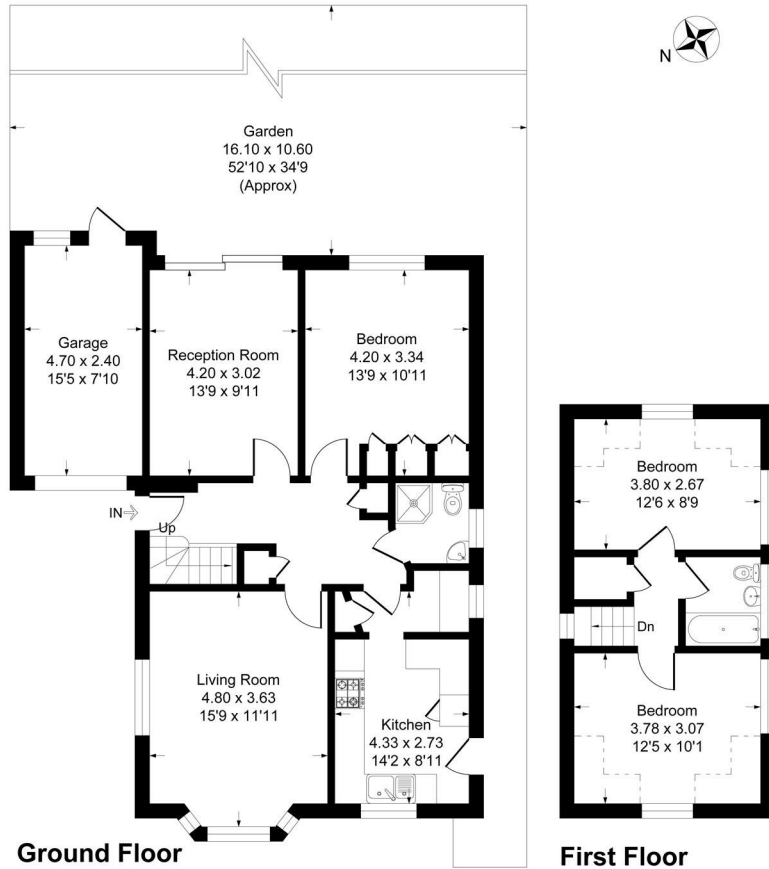 N
Garden
16.10 x 10.60
52'10 x 34'9
(Approx)
Garage
4.70 x 2.40
15'5 x 7'10
Reception Room
4.20 x 3.02
13'9 x 9'11
Bedroom
4.20 x 3.34
13'9 x 10'11
IN
Up
Living Room
4.80 x 3.63
15'9 x 11'11
Kitchen
4.33 x 2.73
14'2 x 8'11
Ground Floor
Bedroom
3.80 x 2.67
12'6 x 8'9
Dn
Bedroom
3.78 x 3.07
12'5 x 10'1
First Floor